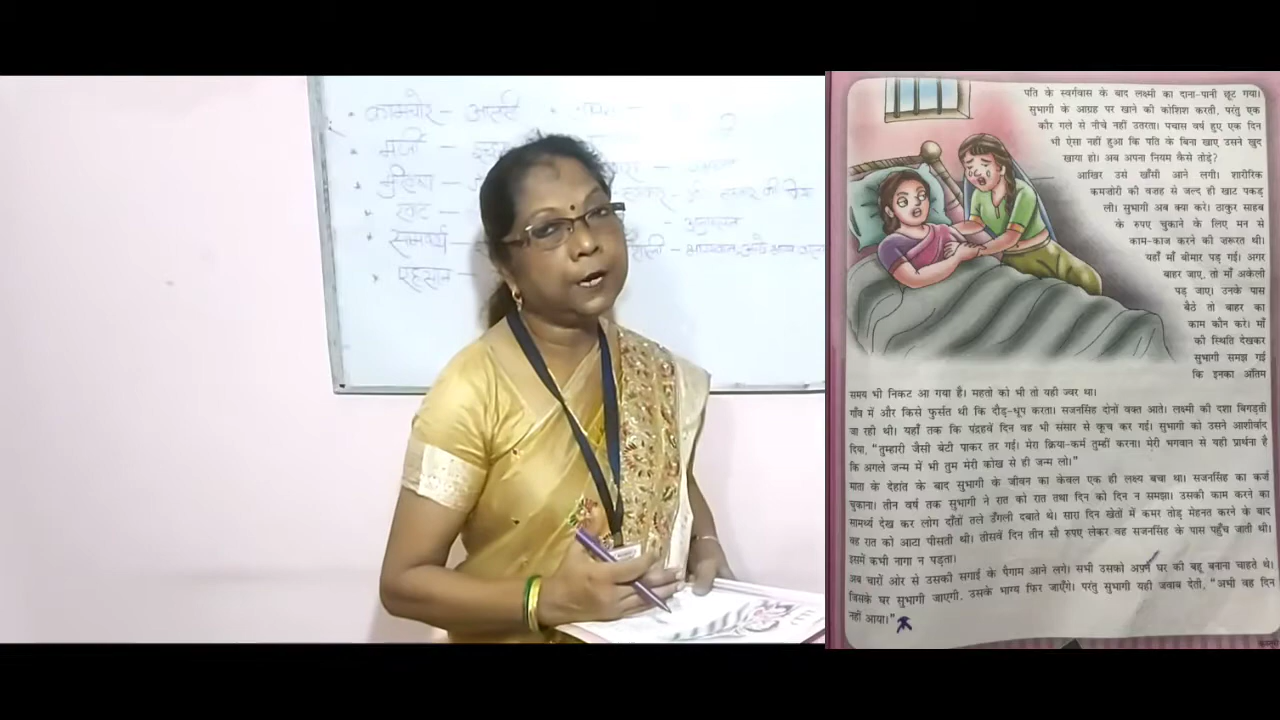 कामचोर – आलसी
मर्जी –
सामर्थ्य –
एहसान –
पति के स्वर्गवास के बाद लक्ष्मी का दाना-पानी छूट गया।
सुभागी के आग्रह पर खाने की कोशिश करती, परंतु एक
कौर गले से नीचे नहीं उतरता। पचास वर्ष हुए एक दिन
भी ऐसा नहीं हुआ कि पति के बिना खाए उसने खुद
खाया हो। अब अपना नियम कैसे तोड़े?
आखिर उसे खाँसी आने लगी। शारीरिक
कमजोरी की वजह से जल्द ही खाट पकड़
ली। सुभागी अब क्या करे। ठाकुर साहब
के रुपए चुकाने के लिए मन से
काम-काज करने की ज़रूरत थी।
यहाँ माँ बीमार पड़ गई। अगर
बाहर जाए, तो माँ अकेली
पड़ जाए। उनके पास
बैठे तो बाहर का
काम कौन करे। माँ
की स्थिति देखकर
सुभागी समझ गई
कि इनका अंतिम
समय भी निकट आ गया है। महतो को भी तो यही ज्वर था।
गाँव में और किसे फुर्सत थी कि दौड़-धूप करता। सजनसिंह दोनों वक्त आते। लक्ष्मी की दशा बिगड़ती
जा रही थी। यहाँ तक कि पंद्रहवें दिन वह भी संसार से कूच कर गई। सुभागी को उसने आशीर्वाद
दिया, "तुम्हारी जैसी बेटी पाकर तर गई। मेरा क्रिया-कर्म तुम्हीं करना। मेरी भगवान से यही प्रार्थना है
कि अगले जन्म में भी तुम मेरी कोख से ही जन्म लो।"
माता के देहांत के बाद सुभागी के जीवन का केवल एक ही लक्ष्य बचा था। सजनसिंह का कर्ज
चुकाना। तीन वर्ष तक सुभागी ने रात को रात तथा दिन को दिन न समझा। उसकी काम करने का
सामर्थ्य देख कर लोग दाँतों तले उँगली दबाते थे। सारा दिन खेतों में कमर तोड़ मेहनत करने के बाद
वह रात को आटा पीसती थी। तीसवें दिन तीन सौ रुपए लेकर वह सजनसिंह के पास पहुँच जाती थी।
इसमें कभी नागा न पड़ता।
अब चारों ओर से उसकी सगाई के पैगाम आने लगे। सभी उसको अपने घर की बहू बनाना चाहते थे।
जिसके घर सुभागी जाएगी, उसके भाग्य फिर जाएँगे। परंतु सुभागी यही जवाब देती, "अभी वह दिन
नहीं आया।"